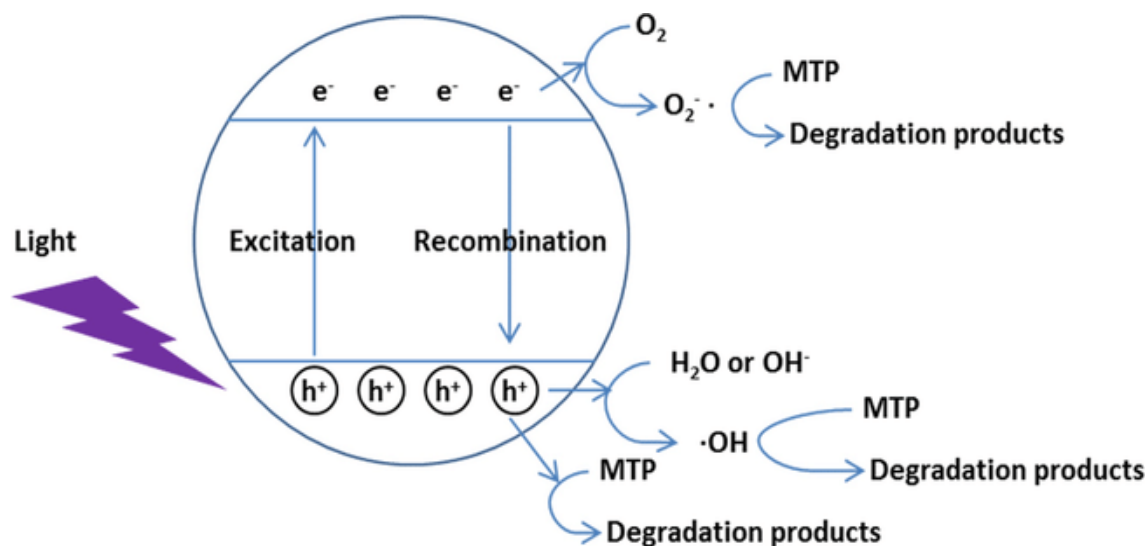 O₂
e⁻ e⁻ e⁻ e⁻
MTP
O₂⁻ ·
Degradation products
Light
Excitation
Recombination
H₂O or OH⁻
h⁺ h⁺ h⁺ h⁺
MTP
·OH
MTP
Degradation products
Degradation products